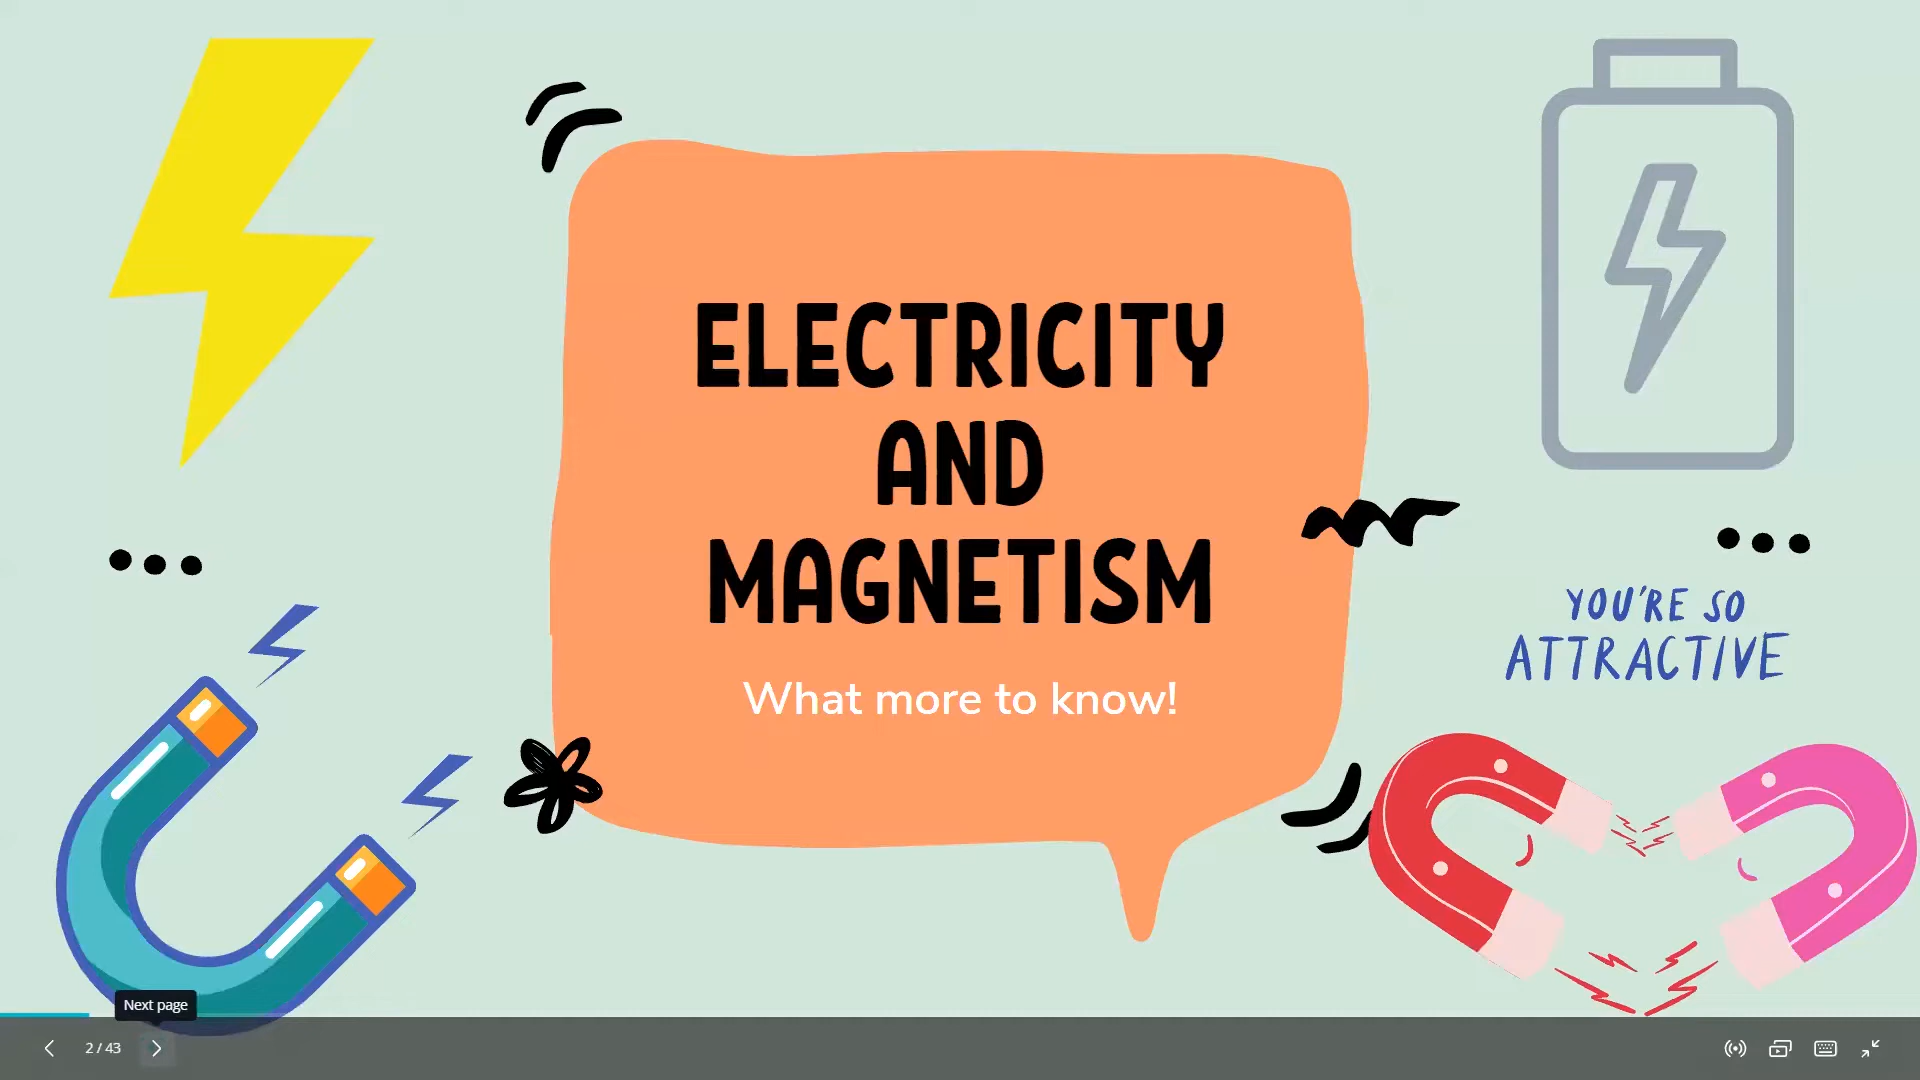 ELECTRICITY
AND
MAGNETISM
What more to know!
YOU'RE SO
ATTRACTIVE
Next page
2 / 43